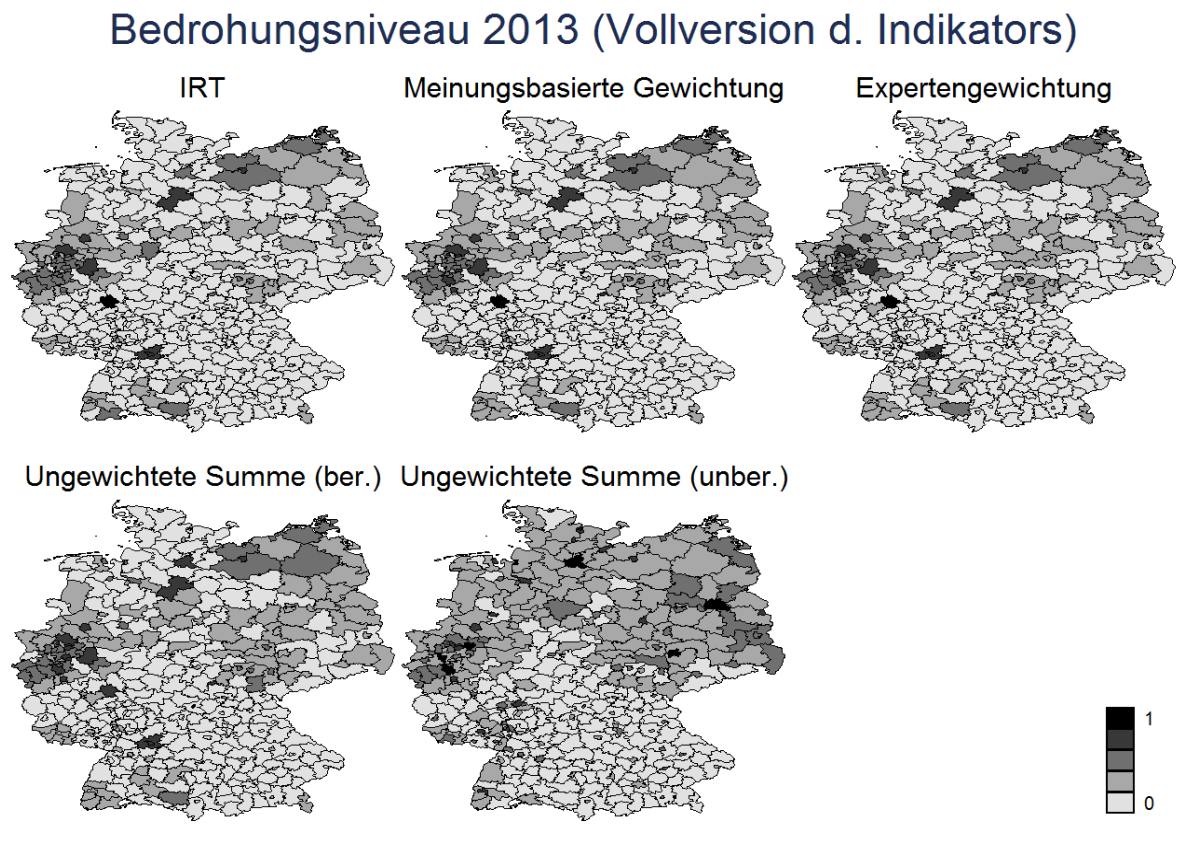 Bedrohungsniveau 2013 (Vollversion d. Indikators)
IRT
Meinungsbasierte Gewichtung
Expertengewichtung
Ungewichtete Summe (ber.)
Ungewichtete Summe (unber.)
1
0